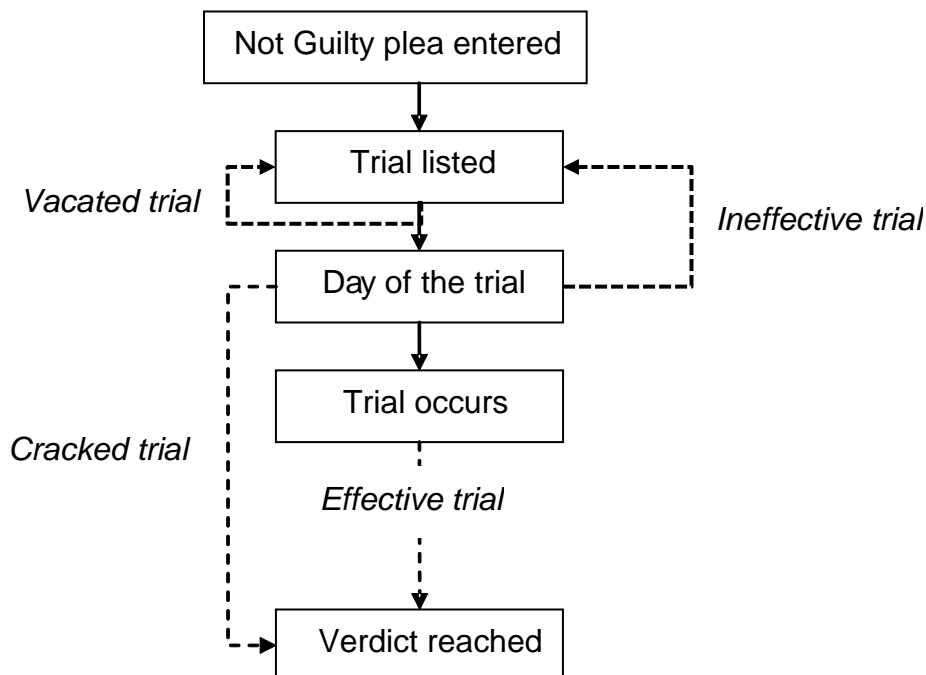 Not Guilty plea entered
Trial listed
Vacated trial
Ineffective trial
Day of the trial
Trial occurs
Cracked trial
Effective trial
Verdict reached